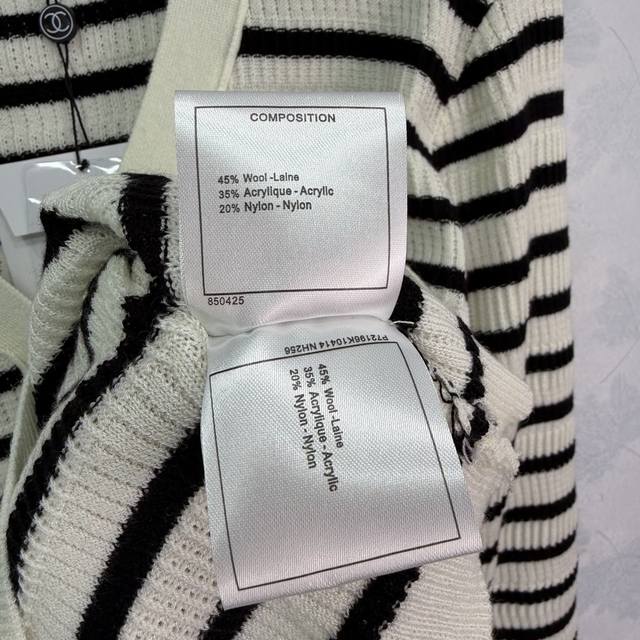 COMPOSITION
45% Wool -Laine
35% Acrylique - Acrylic
20% Nylon - Nylon
850425
P72196K10410 NH256
45% Wool - Laine
35% Acrylique - Acrylic
20% Nylon - Nylon